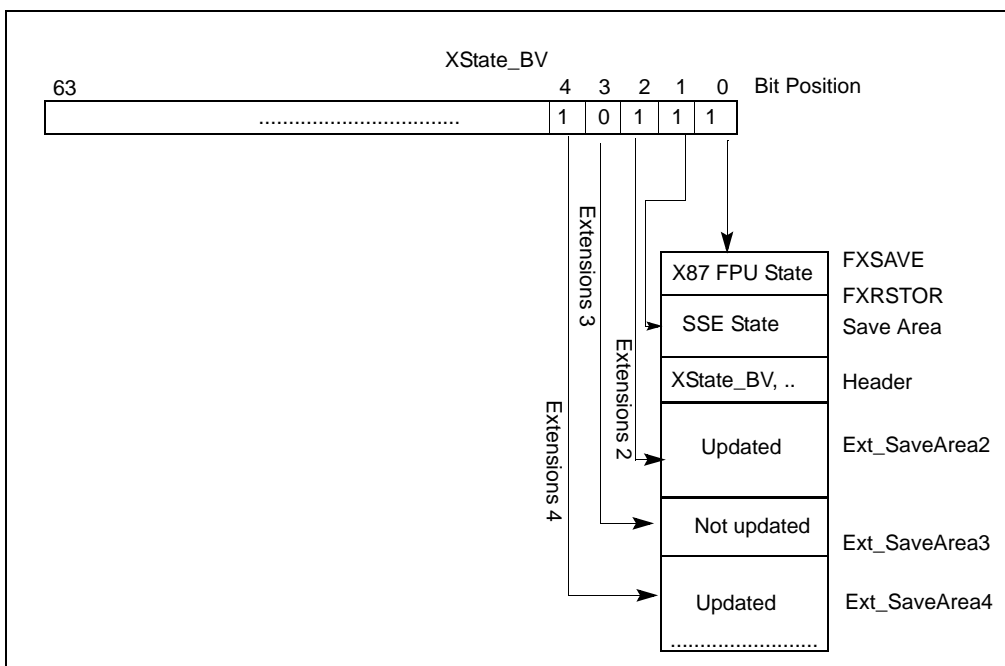 XState_BV
63 4 3 2 1 0 Bit Position
.................................. 1 0 1 1 1
Extensions 3
Extensions 2
Extensions 4
X87 FPU State
FXSAVE
FXRSTOR
SSE State
Save Area
XState_BV, ..
Header
Updated
Ext_SaveArea2
Not updated
Ext_SaveArea3
Updated
Ext_SaveArea4
.........................